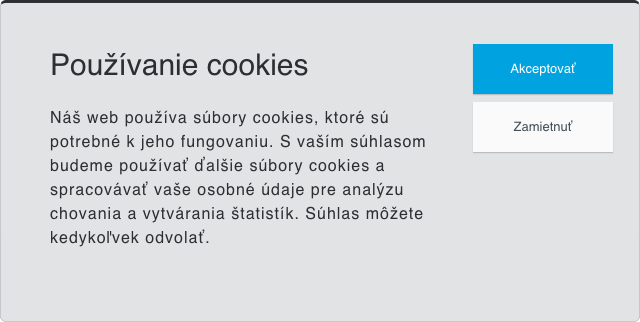 Používanie cookies
Náš web používa súbory cookies, ktoré sú
potrebné k jeho fungovaniu. S vaším súhlasom
budeme používať ďalšie súbory cookies a
spracovávať vaše osobné údaje pre analýzu
chovania a vytvárania štatistík. Súhlas môžete
kedykoľvek odvolať.
Akceptovať
Zamietnuť